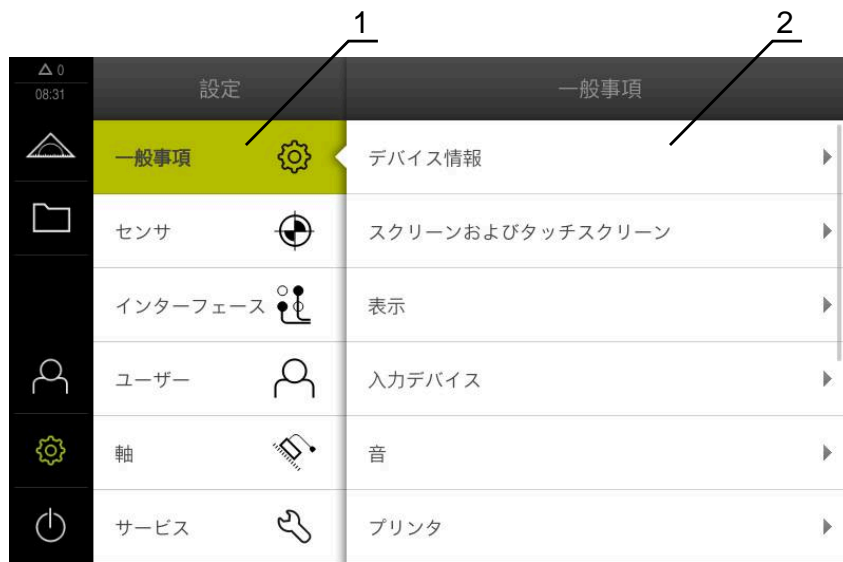 1
2
0
08:31
設定
一般事項
一般事項
センサ
インターフェース
ユーザー
軸
サービス
デバイス情報
スクリーンおよびタッチスクリーン
表示
入力デバイス
音
プリンタ